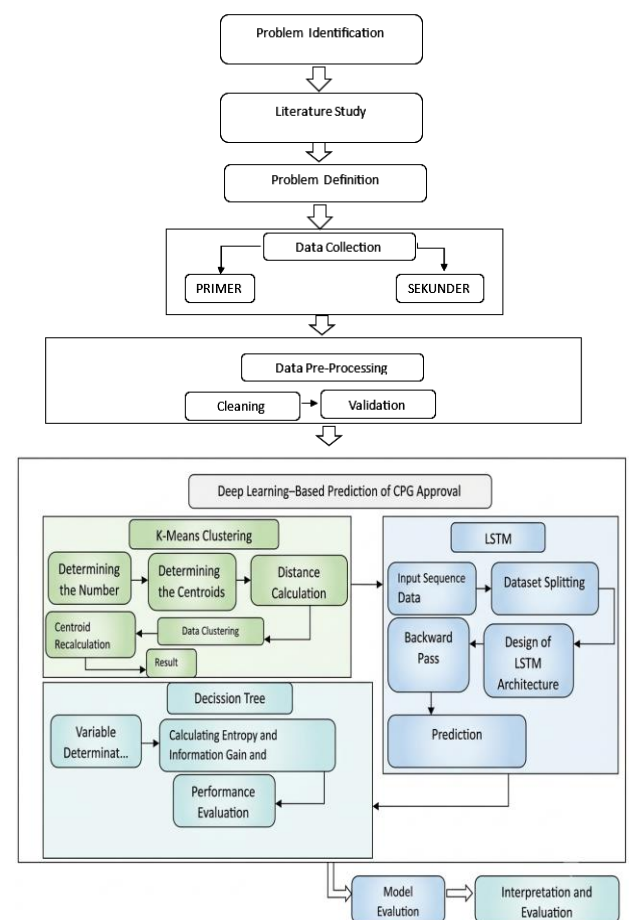 Problem Identification
Literature Study
Problem Definition
Data Collection
PRIMER
SEKUNDER
Data Pre-Processing
Cleaning
Validation
Deep Learning–Based Prediction of CPG Approval
K-Means Clustering
Determining
the Number
Determining
the Centroids
Distance
Calculation
Data Clustering
Centroid
Recalculation
Result
LSTM
Input Sequence
Data
Dataset Splitting
Design of
LSTM
Architecture
Backward
Pass
Prediction
Decission Tree
Variable
Determinat...
Calculating Entropy and
Information Gain and
Performance
Evaluation
Model
Evalution
Interpretation and
Evaluation